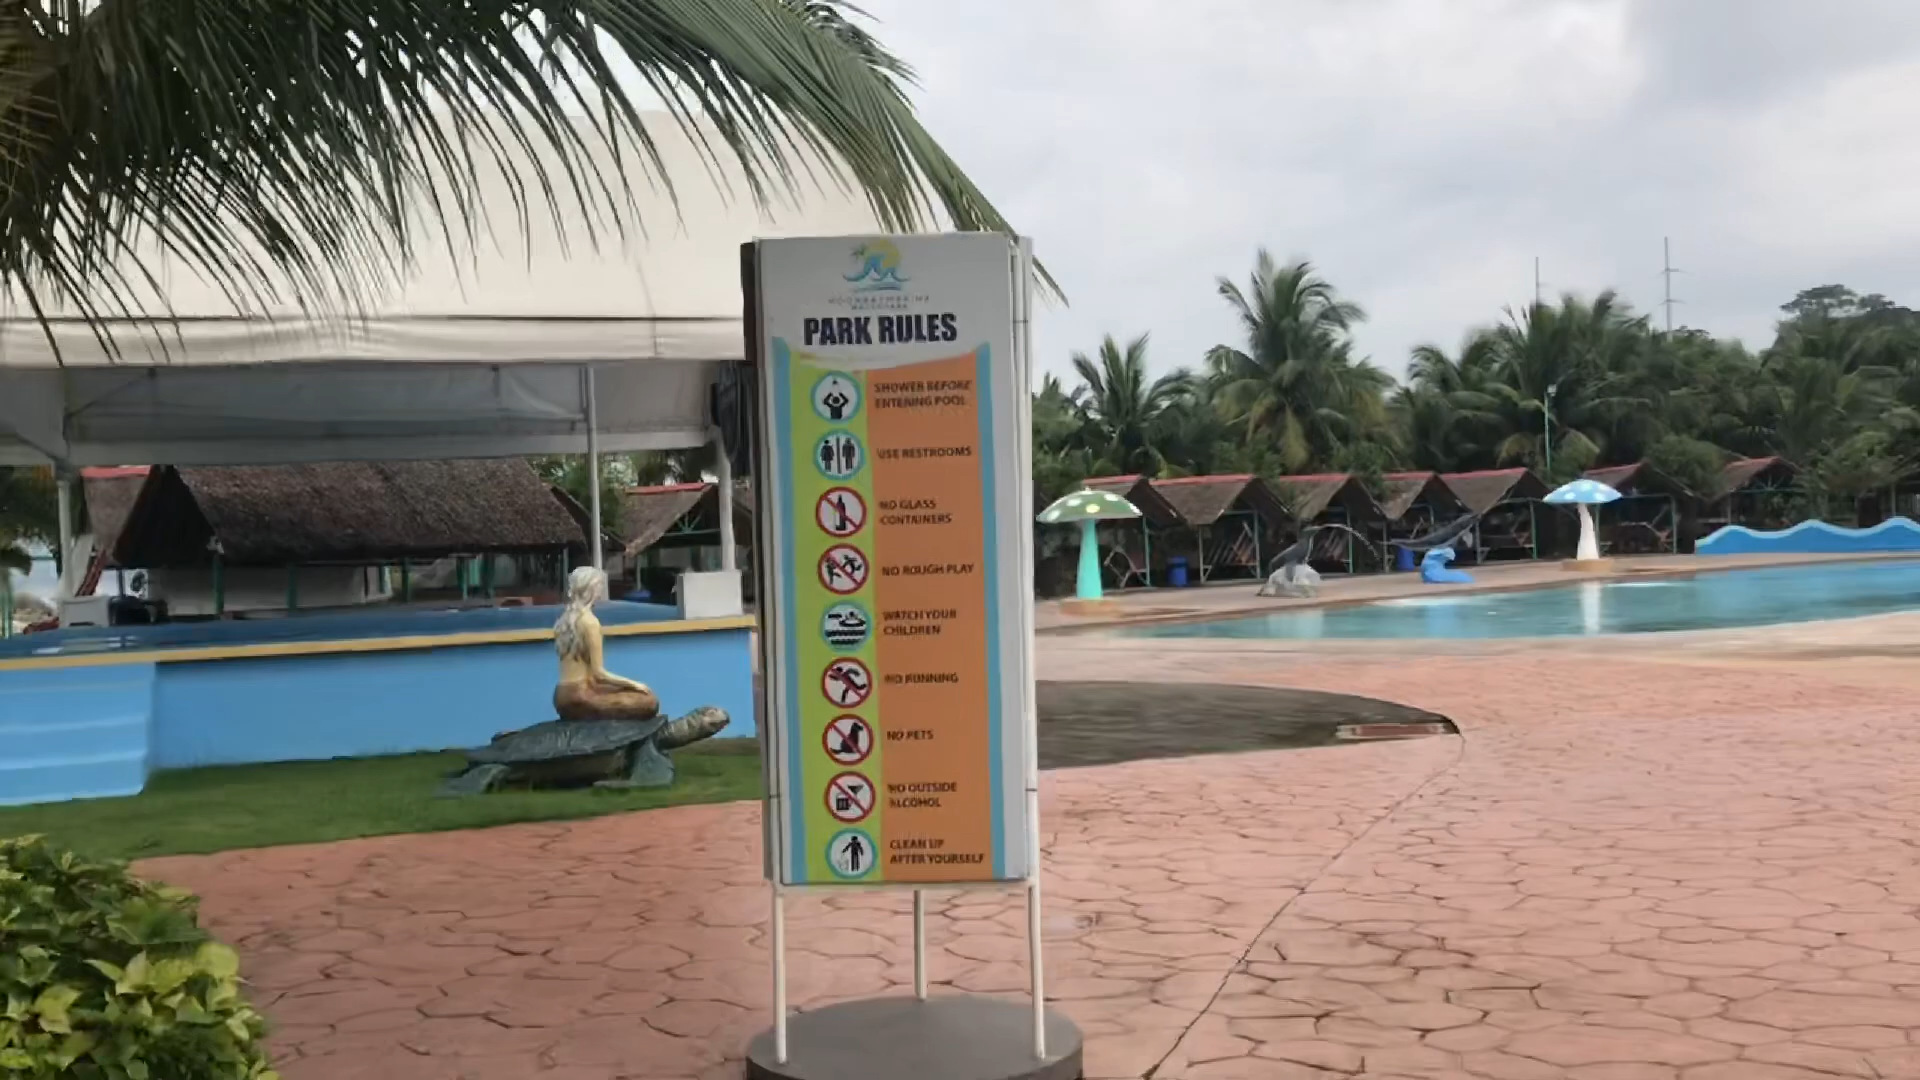 PARK RULES
SHOWER BEFORE
ENTERING POOL
USE RESTROOMS
NO GLASS
CONTAINERS
NO ROUGH PLAY
WATCH YOUR
CHILDREN
NO RUNNING
NO PETS
NO OUTSIDE
ALCOHOL
CLEAN UP
AFTER YOURSELF